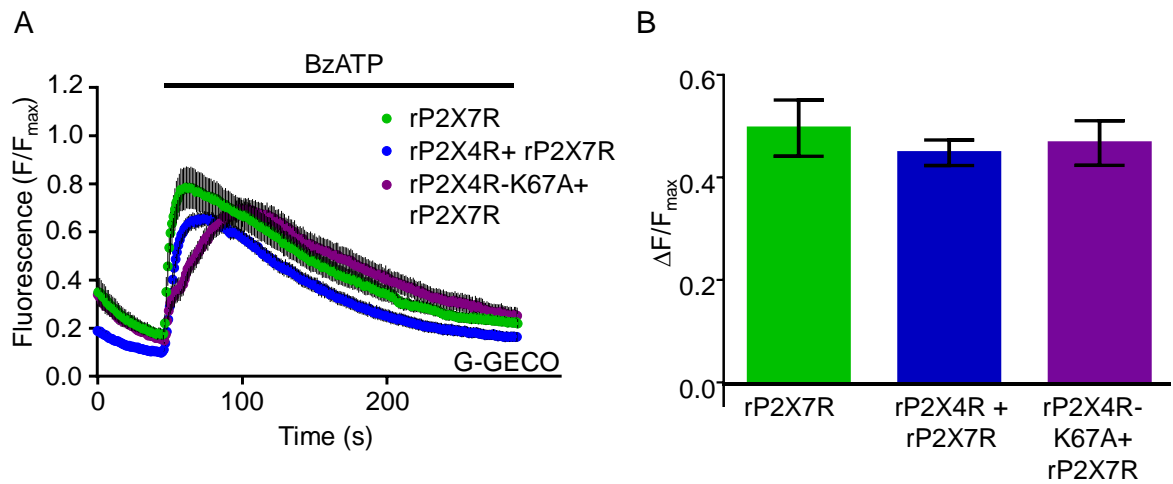 A
BzATP
Fluorescence (F/Fmax)
1.2
1.0
0.8
0.6
0.4
0.2
0.0
rP2X7R
rP2X4R+ rP2X7R
rP2X4R-K67A+
rP2X7R
G-GECO
0
100
200
Time (s)
B
ΔF/Fmax
0.6
0.4
0.2
0.0
rP2X7R
rP2X4R +
rP2X7R
rP2X4R-
K67A+
rP2X7R